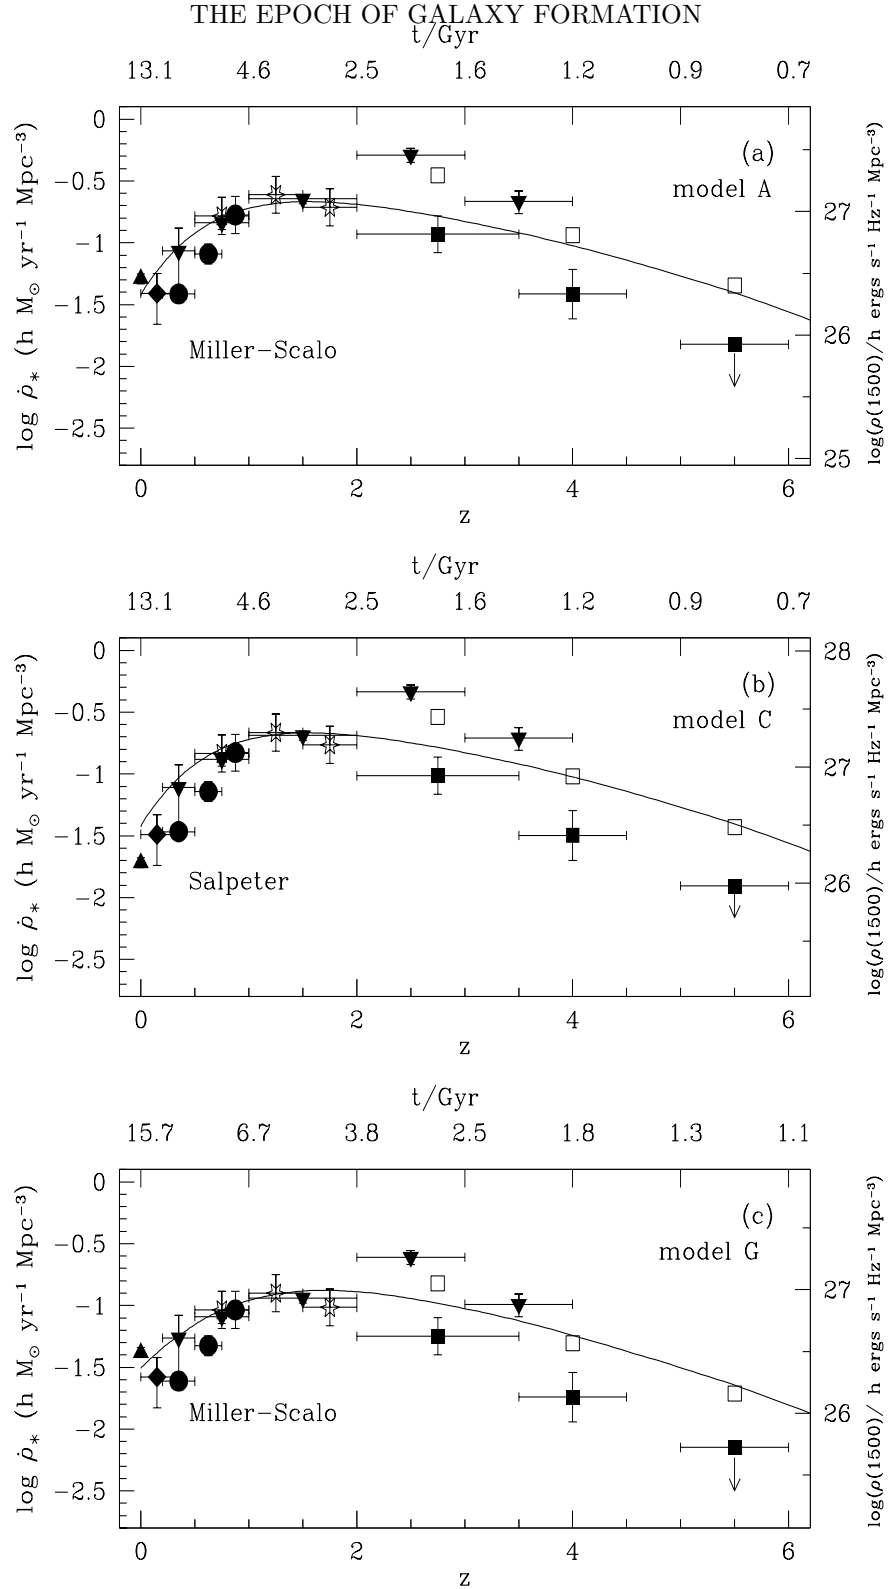 THE EPOCH OF GALAXY FORMATION
t/Gyr
13.1 4.6 2.5 1.6 1.2 0.9 0.7
(a)
model A
Miller-Scalo
0
-0.5
-1
-1.5
-2
-2.5
log ρ̇* (h M⊙ yr⁻¹ Mpc⁻³)
27
26
25
log(ρ(1500)/h ergs s⁻¹ Hz⁻¹ Mpc⁻³)
0 2 4 6
z
t/Gyr
13.1 4.6 2.5 1.6 1.2 0.9 0.7
(b)
model C
Salpeter
0
-0.5
-1
-1.5
-2
-2.5
log ρ̇* (h M⊙ yr⁻¹ Mpc⁻³)
28
27
26
log(ρ(1500)/h ergs s⁻¹ Hz⁻¹ Mpc⁻³)
0 2 4 6
z
t/Gyr
15.7 6.7 3.8 2.5 1.8 1.3 1.1
(c)
model G
Miller-Scalo
0
-0.5
-1
-1.5
-2
-2.5
log ρ̇* (h M⊙ yr⁻¹ Mpc⁻³)
27
26
log(ρ(1500)/ h ergs s⁻¹ Hz⁻¹ Mpc⁻³)
0 2 4 6
z